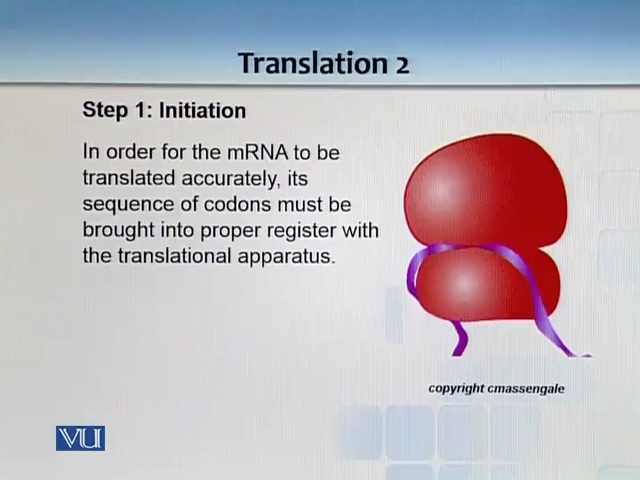 Translation 2
Step 1: Initiation
In order for the mRNA to be
translated accurately, its
sequence of codons must be
brought into proper register with
the translational apparatus.
copyright cmassengale
VU